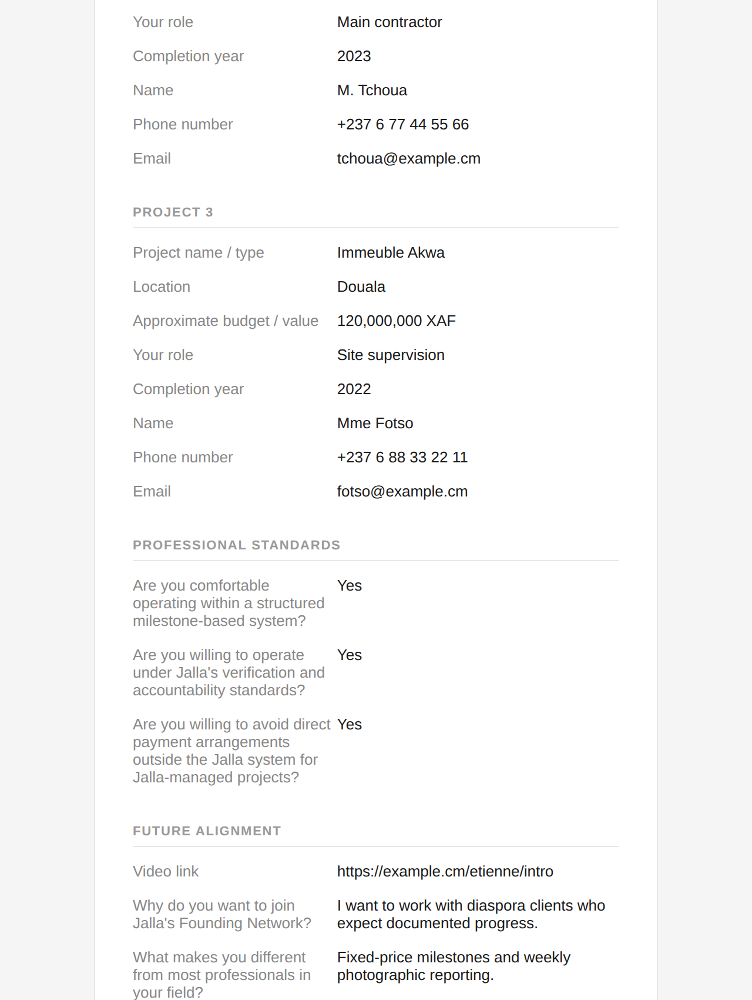 Your role Main contractor
Completion year 2023
Name M. Tchoua
Phone number +237 6 77 44 55 66
Email tchoua@example.cm
PROJECT 3
Project name / type Immeuble Akwa
Location Douala
Approximate budget / value 120,000,000 XAF
Your role Site supervision
Completion year 2022
Name Mme Fotso
Phone number +237 6 88 33 22 11
Email fotso@example.cm
PROFESSIONAL STANDARDS
Are you comfortable Yes
operating within a structured
milestone-based system?
Are you willing to operate Yes
under Jalla's verification and
accountability standards?
Are you willing to avoid direct Yes
payment arrangements
outside the Jalla system for
Jalla-managed projects?
FUTURE ALIGNMENT
Video link https://example.cm/etienne/intro
Why do you want to join I want to work with diaspora clients who
Jalla's Founding Network? expect documented progress.
What makes you different Fixed-price milestones and weekly
from most professionals in photographic reporting.
your field?